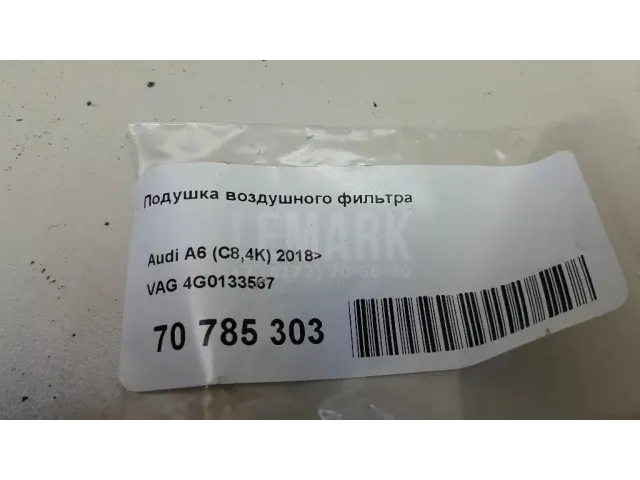 Подушка воздушного фильтра
LEMARK
Audi A6 (C8,4K) 2018>
VAG 4G0133567
70 785 303